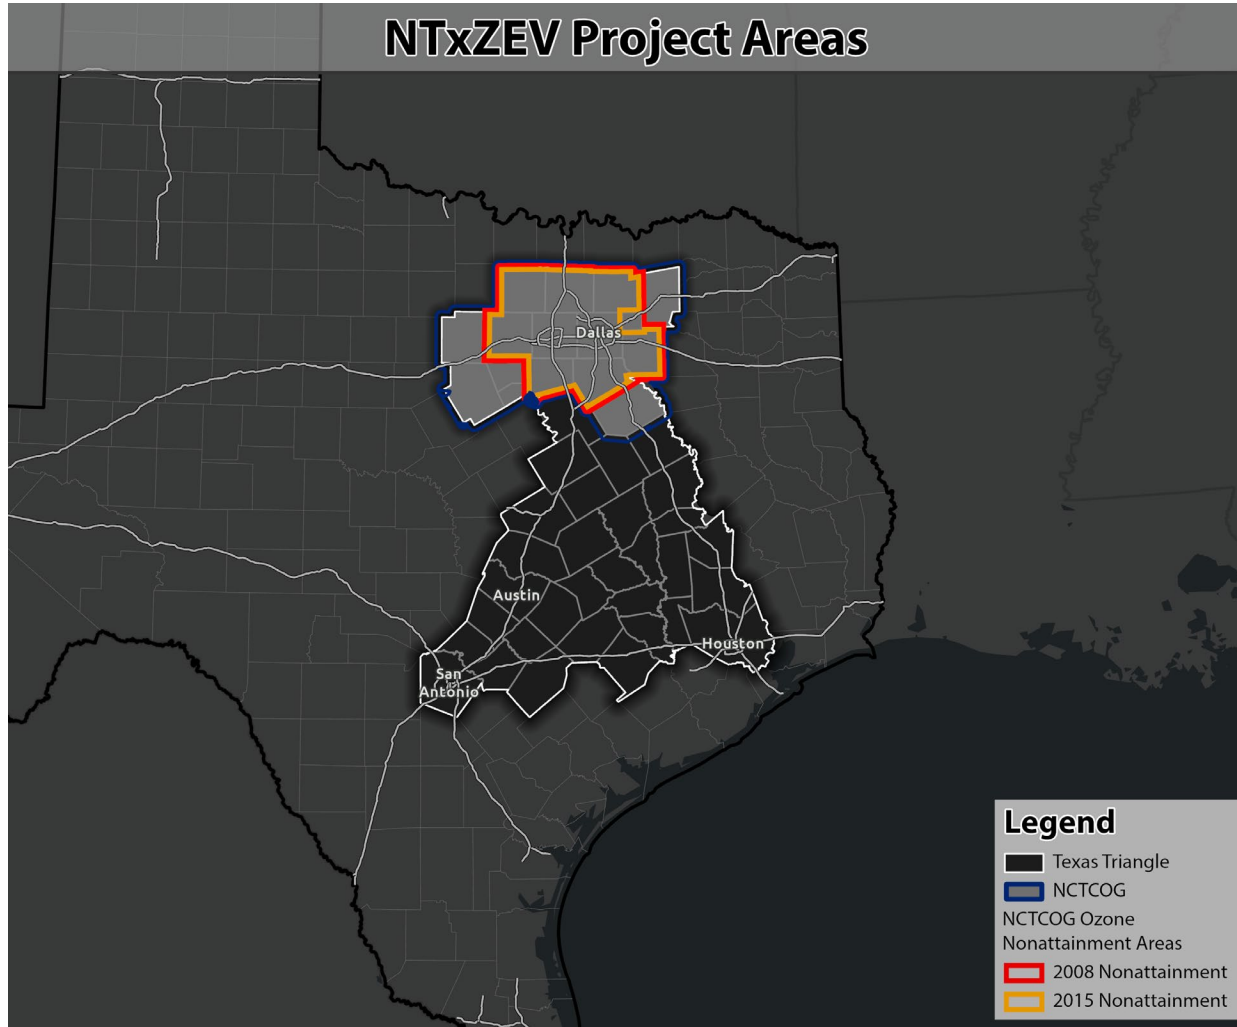 NTxZEV Project Areas
Dallas
Austin
Houston
San
Antonio
Legend
Texas Triangle
NCTCOG
NCTCOG Ozone
Nonattainment Areas
2008 Nonattainment
2015 Nonattainment